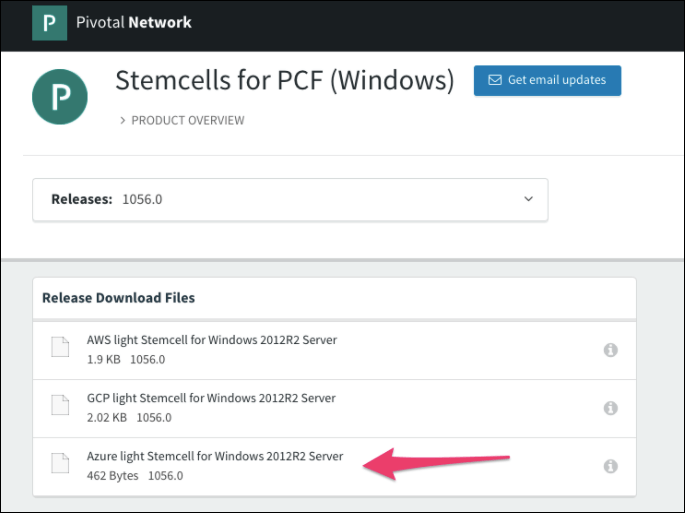 P Pivotal Network
P
Stemcells for PCF (Windows)
Get email updates
> PRODUCT OVERVIEW
Releases: 1056.0
Release Download Files
AWS light Stemcell for Windows 2012R2 Server
1.9 KB 1056.0
GCP light Stemcell for Windows 2012R2 Server
2.02 KB 1056.0
Azure light Stemcell for Windows 2012R2 Server
462 Bytes 1056.0